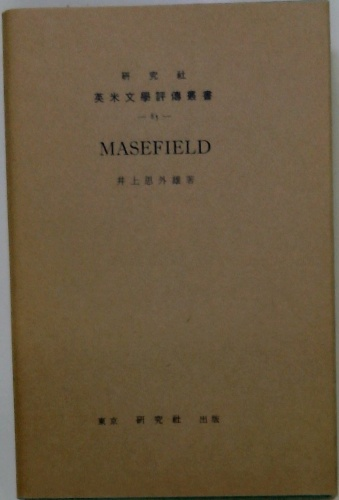 研究社
英米文學評傳叢書
— 85 —
MASEFIELD
井上思外雄著
東京 研究社 出版